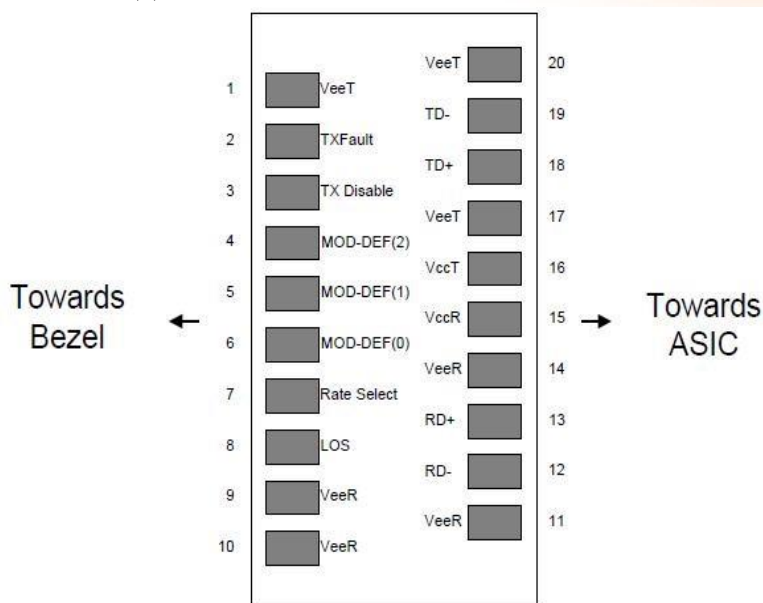 1 VeeT
2 TXFault
3 TX Disable
4 MOD-DEF(2)
5 MOD-DEF(1)
6 MOD-DEF(0)
7 Rate Select
8 LOS
9 VeeR
10 VeeR
VeeT 20
TD- 19
TD+ 18
VeeT 17
VccT 16
VccR 15
VeeR 14
RD+ 13
RD- 12
VeeR 11
Towards
Bezel
Towards
ASIC